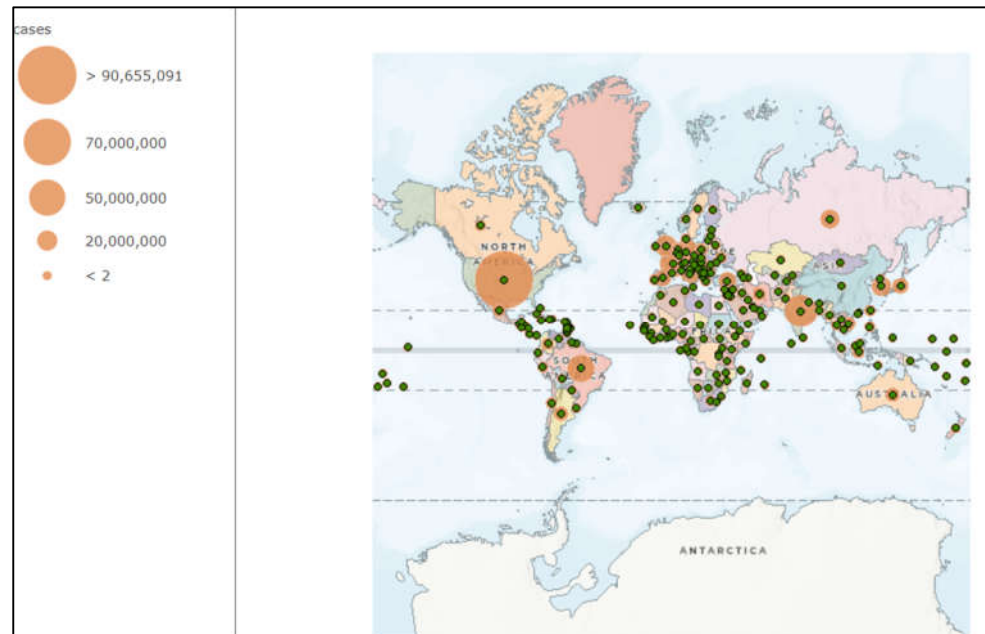 cases
> 90,655,091
70,000,000
50,000,000
20,000,000
< 2
NORTH
AMERICA
SOUTH
AMERICA
AUSTRALIA
ANTARCTICA